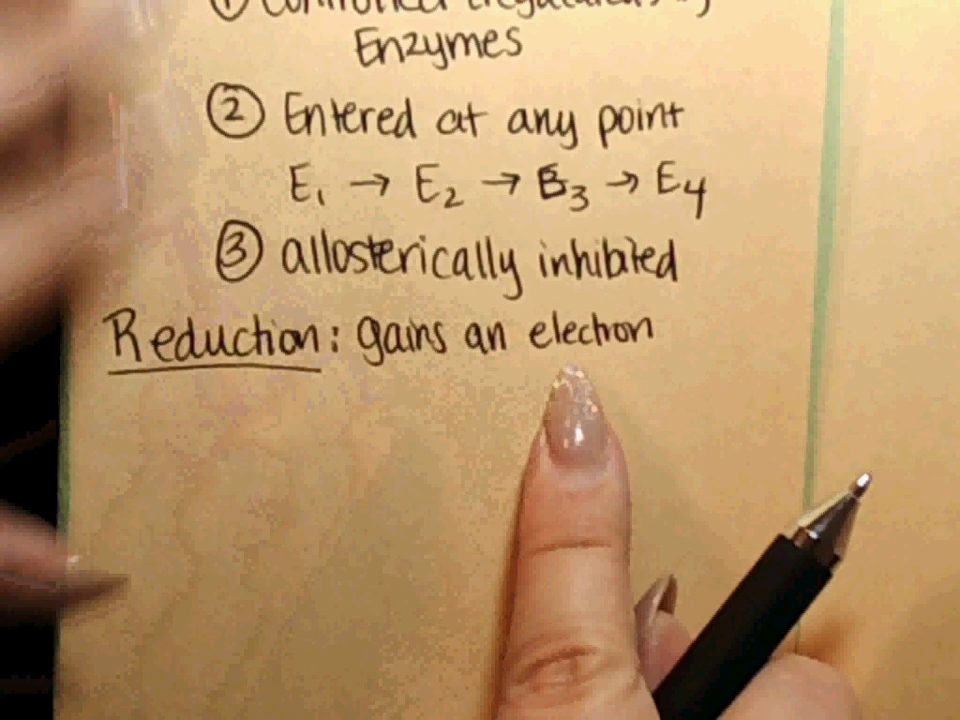 Enzymes
② Entered at any point
E₁ → E₂ → E₃ → E₄
③ allosterically inhibited
Reduction: gains an electron